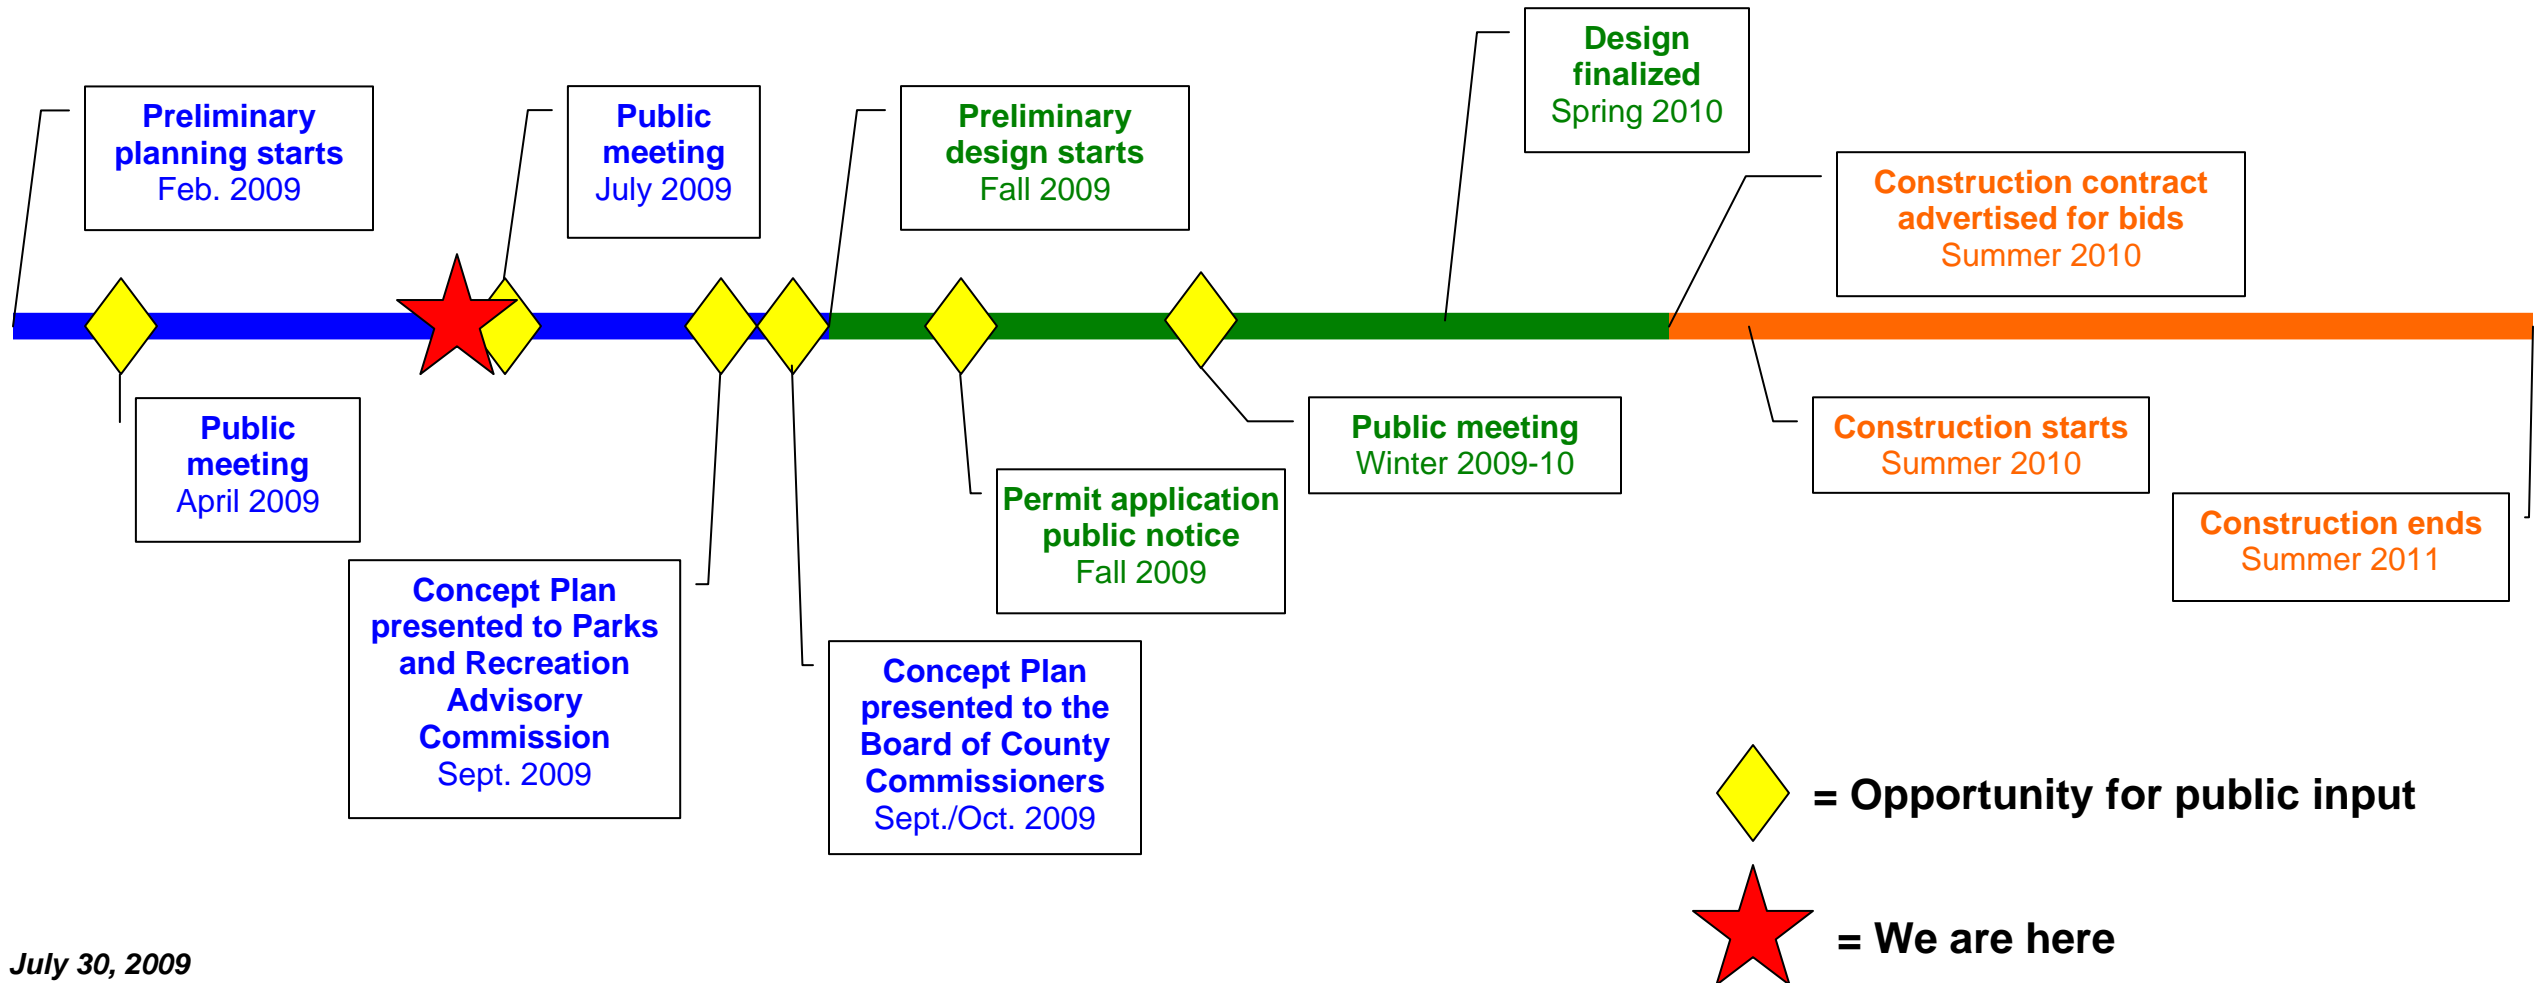 Preliminary
planning starts
Feb. 2009
Public
meeting
April 2009
Public
meeting
July 2009
Concept Plan
presented to Parks
and Recreation
Advisory
Commission
Sept. 2009
Concept Plan
presented to the
Board of County
Commissioners
Sept./Oct. 2009
Preliminary
design starts
Fall 2009
Permit application
public notice
Fall 2009
Public meeting
Winter 2009-10
Design
finalized
Spring 2010
Construction contract
advertised for bids
Summer 2010
Construction starts
Summer 2010
Construction ends
Summer 2011
= Opportunity for public input
= We are here
July 30, 2009